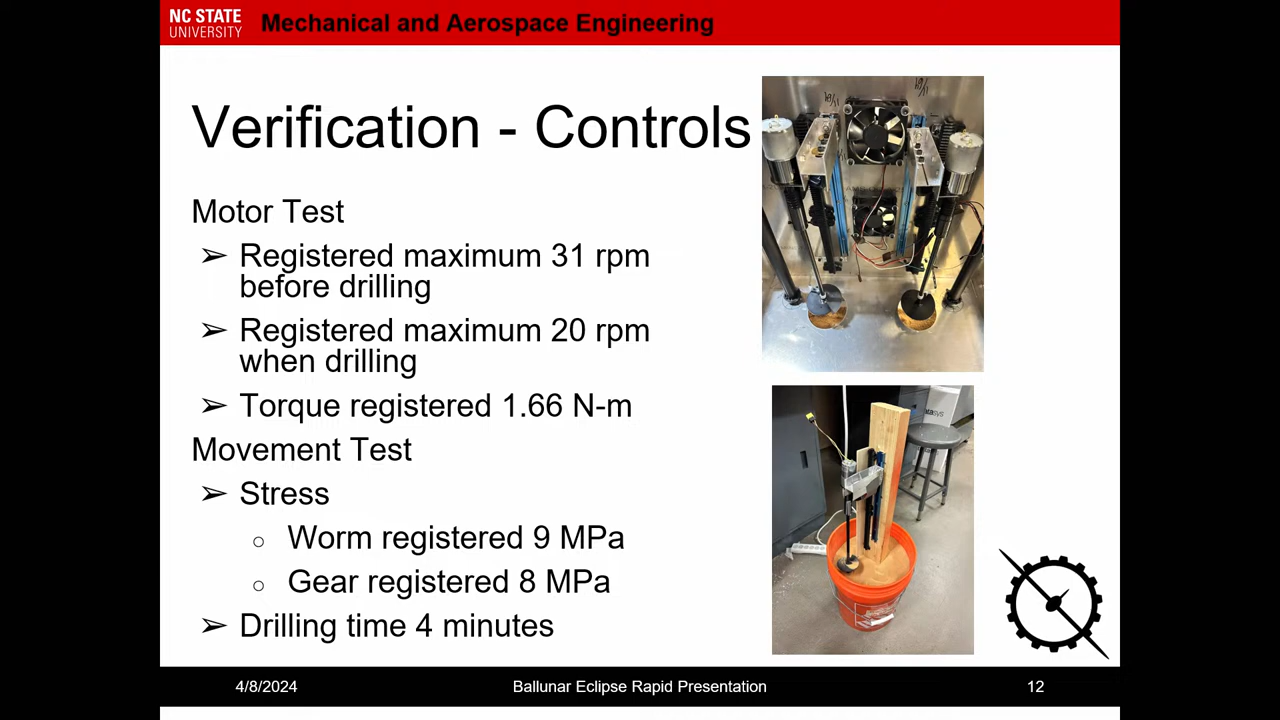 NC STATE
UNIVERSITY
Mechanical and Aerospace Engineering
Verification - Controls
Motor Test
➢ Registered maximum 31 rpm
before drilling
➢ Registered maximum 20 rpm
when drilling
➢ Torque registered 1.66 N-m
Movement Test
➢ Stress
○ Worm registered 9 MPa
○ Gear registered 8 MPa
➢ Drilling time 4 minutes
4/8/2024
Ballunar Eclipse Rapid Presentation
12